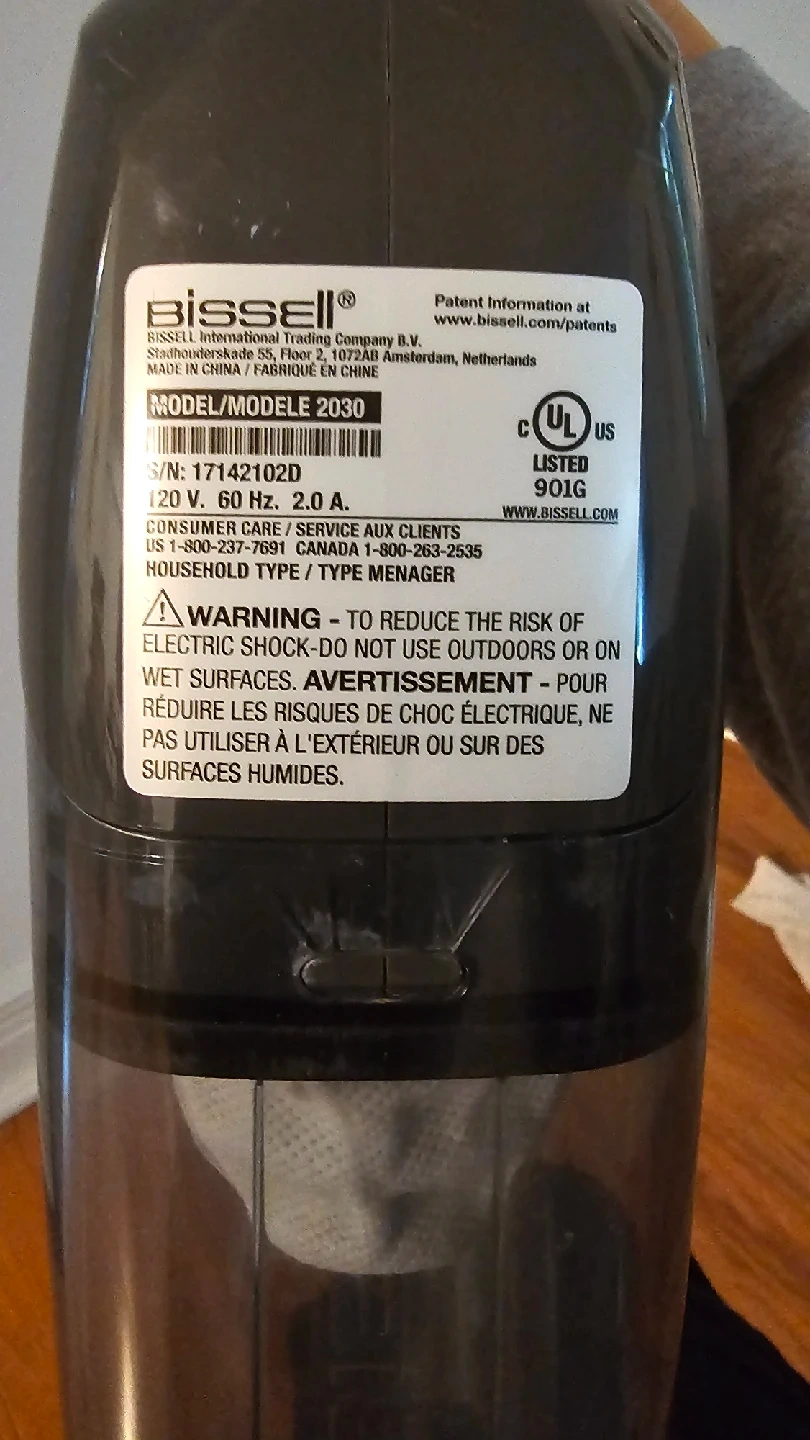 BISSELL®
Patent Information at
www.bissell.com/patents
BISSELL International Trading Company B.V.
Stadhouderskade 55, Floor 2, 1072AB Amsterdam, Netherlands
MADE IN CHINA / FABRIQUÉ EN CHINE
MODEL/MODELE 2030
S/N: 17142102D
120 V. 60 Hz. 2.0 A.
C UL US
LISTED
901G
WWW.BISSELL.COM
CONSUMER CARE / SERVICE AUX CLIENTS
US 1-800-237-7691 CANADA 1-800-263-2535
HOUSEHOLD TYPE / TYPE MENAGER
WARNING - TO REDUCE THE RISK OF
ELECTRIC SHOCK-DO NOT USE OUTDOORS OR ON
WET SURFACES. AVERTISSEMENT - POUR
RÉDUIRE LES RISQUES DE CHOC ÉLECTRIQUE, NE
PAS UTILISER À L'EXTÉRIEUR OU SUR DES
SURFACES HUMIDES.